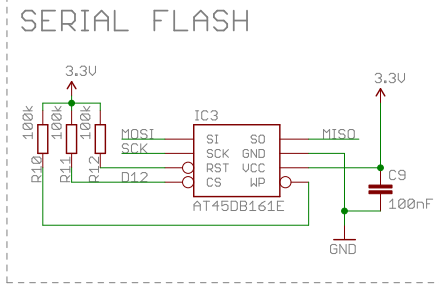 SERIAL FLASH
3.3V
3.3V
100k
100k
100k
R10
R11
R12
IC3
MOSI
SCK
D12
SI
SCK
RST
CS
SO
GND
VCC
WP
MISO
AT45DB161E
C9
100nF
GND